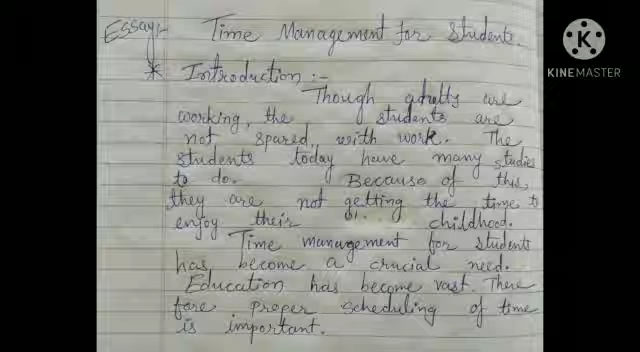 Essay:- Time Management for Students.
* Introduction :-
Though adults are
working, the students are
not spared with work. The
students today have many studies
to do. Because of this,
they are not getting the time to
enjoy their childhood.
Time management for students
has become a crucial need.
Education has become vast. There
fore proper scheduling of time
is important.
K
KINEMASTER